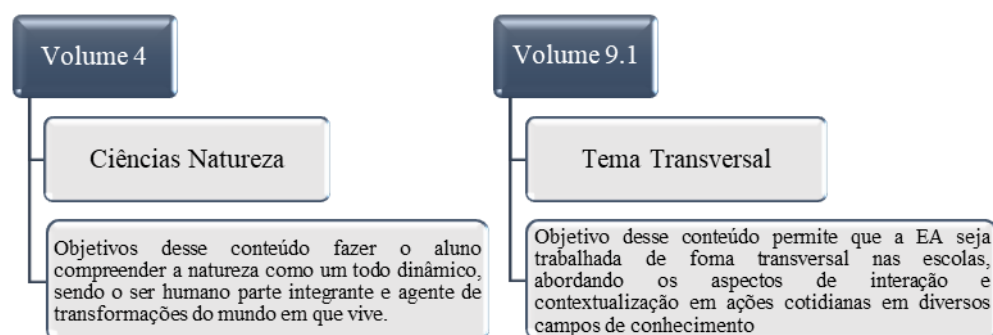 Volume 4
Ciências Natureza
Objetivos desse conteúdo fazer o aluno
compreender a natureza como um todo dinâmico,
sendo o ser humano parte integrante e agente de
transformações do mundo em que vive.
Volume 9.1
Tema Transversal
Objetivo desse conteúdo permite que a EA seja
trabalhada de foma transversal nas escolas,
abordando os aspectos de interação e
contextualização em ações cotidianas em diversos
campos de conhecimento